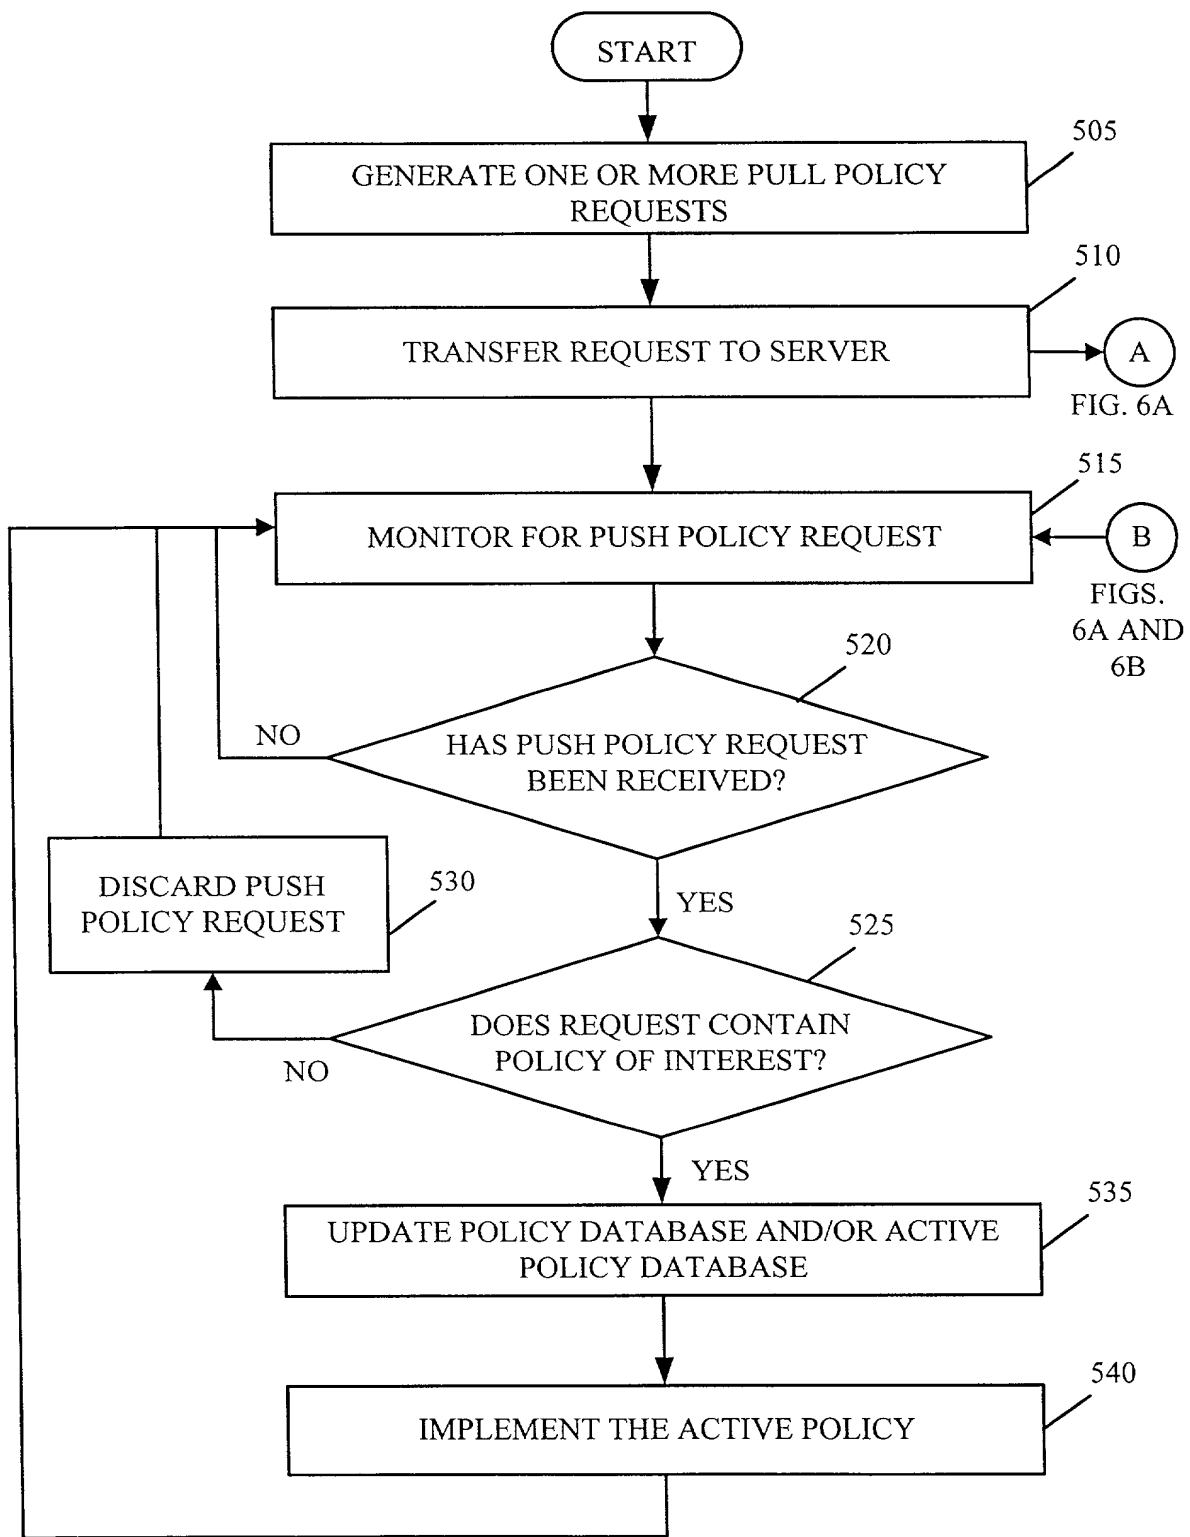 START
505
GENERATE ONE OR MORE PULL POLICY
REQUESTS
510
TRANSFER REQUEST TO SERVER
A
FIG. 6A
515
MONITOR FOR PUSH POLICY REQUEST
B
FIGS.
6A AND
6B
520
NO
HAS PUSH POLICY REQUEST
BEEN RECEIVED?
DISCARD PUSH
POLICY REQUEST
530
YES
525
DOES REQUEST CONTAIN
POLICY OF INTEREST?
NO
YES
535
UPDATE POLICY DATABASE AND/OR ACTIVE
POLICY DATABASE
540
IMPLEMENT THE ACTIVE POLICY